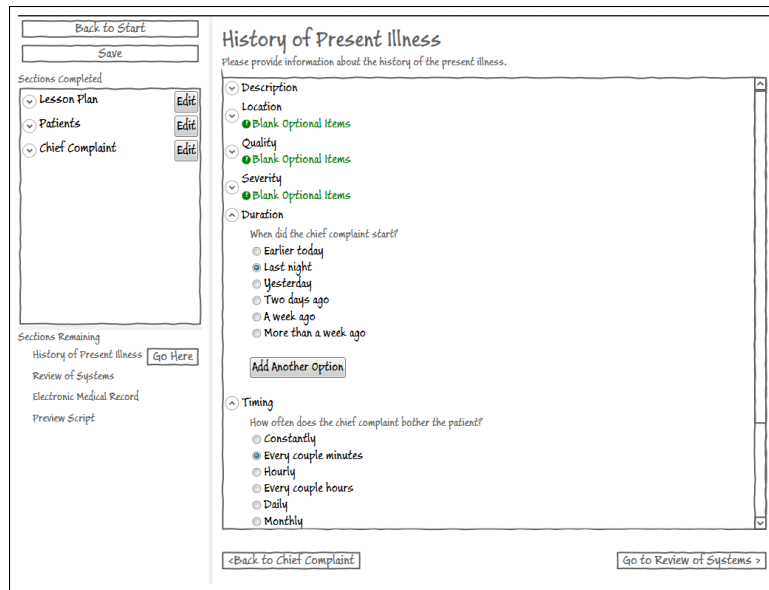 Back to Start
Save
Sections Completed
Lesson Plan Edit
Patients Edit
Chief Complaint Edit
Sections Remaining
History of Present Illness Go Here
Review of Systems
Electronic Medical Record
Preview Script
History of Present Illness
Please provide information about the history of the present illness.
Description
Location
Blank Optional Items
Quality
Blank Optional Items
Severity
Blank Optional Items
Duration
When did the chief complaint start?
Earlier today
Last night
Yesterday
Two days ago
A week ago
More than a week ago
Add Another Option
Timing
How often does the chief complaint bother the patient?
Constantly
Every couple minutes
Hourly
Every couple hours
Daily
Monthly
<Back to Chief Complaint
Go to Review of Systems >